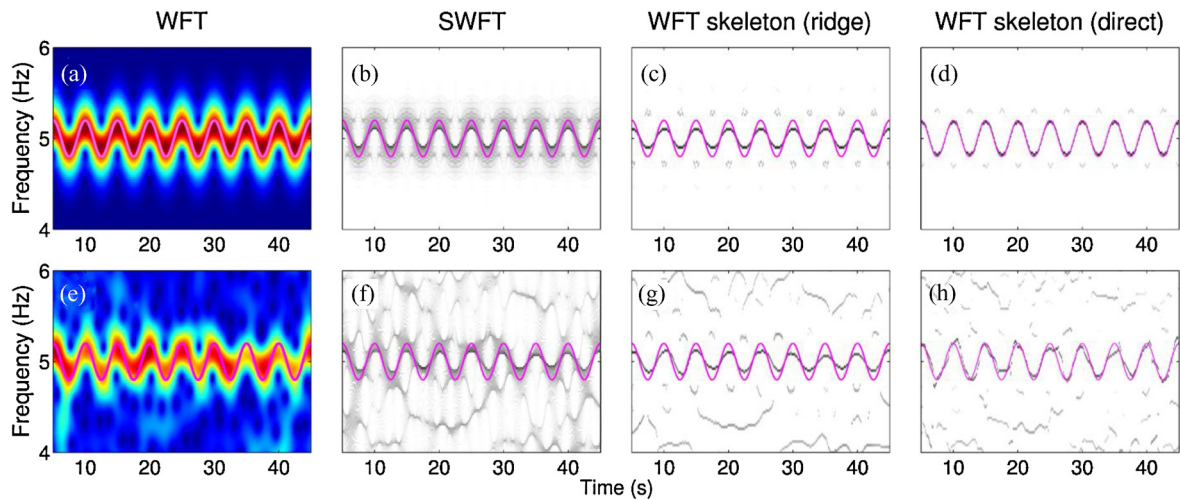 WFT SWFT WFT skeleton (ridge) WFT skeleton (direct)
Frequency (Hz)
6
5
4
(a) (b) (c) (d)
10 20 30 40 10 20 30 40 10 20 30 40 10 20 30 40
Frequency (Hz)
6
5
4
(e) (f) (g) (h)
10 20 30 40 10 20 30 40 10 20 30 40 10 20 30 40
Time (s)